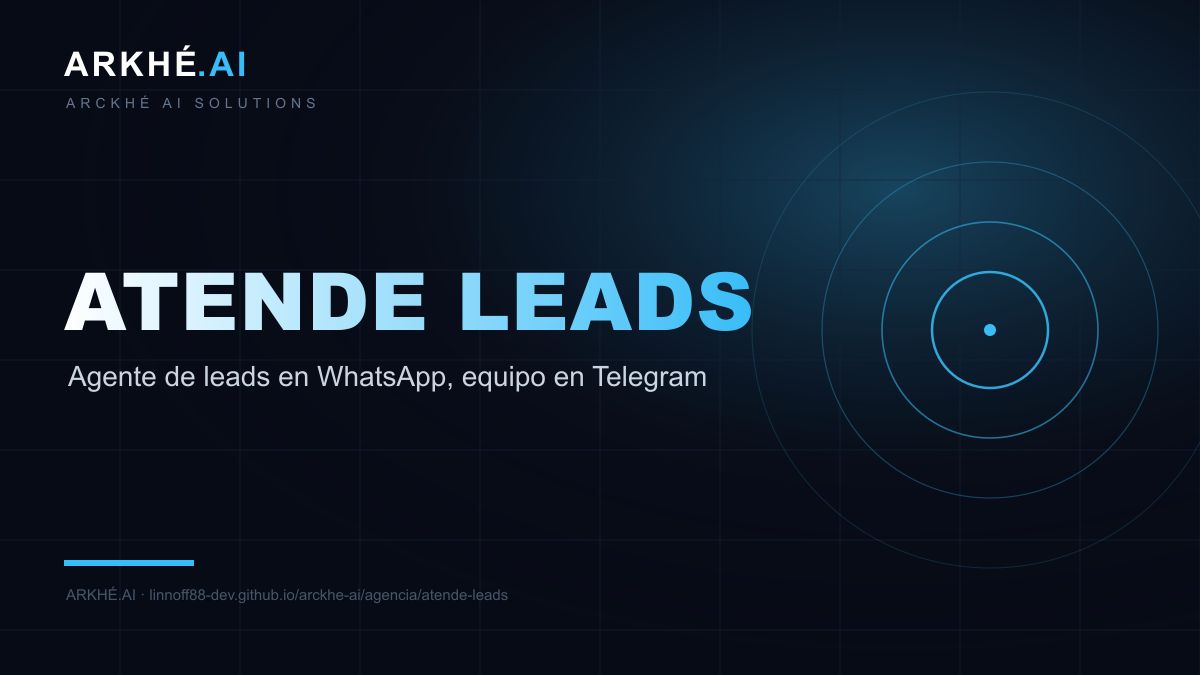 ARKHÉ.AI
ARCKHÉ AI SOLUTIONS
ATENDE LEADS
Agente de leads en WhatsApp, equipo en Telegram
ARKHÉ.AI · linnoff88-dev.github.io/arckhe-ai/agencia/atende-leads